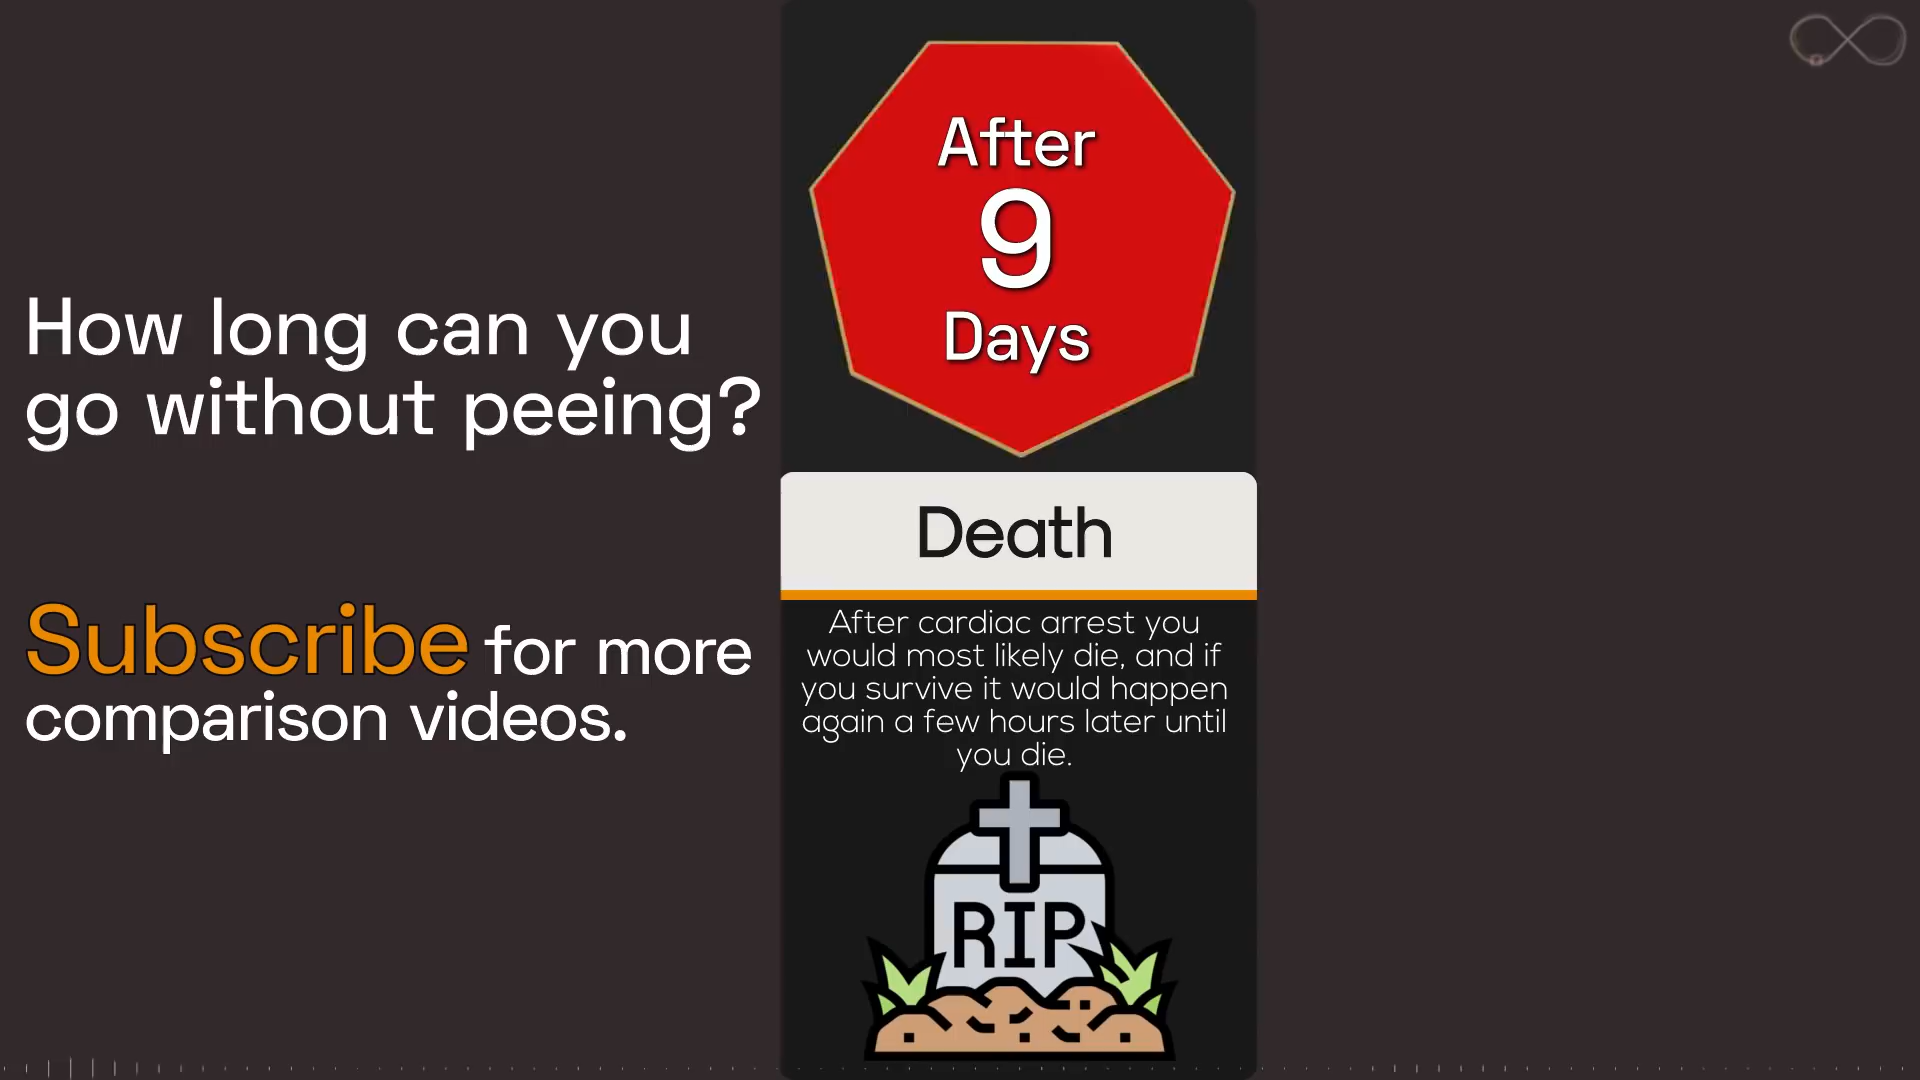 How long can you
go without peeing?
Subscribe for more
comparison videos.
After
9
Days
Death
After cardiac arrest you
would most likely die, and if
you survive it would happen
again a few hours later until
you die.
RIP